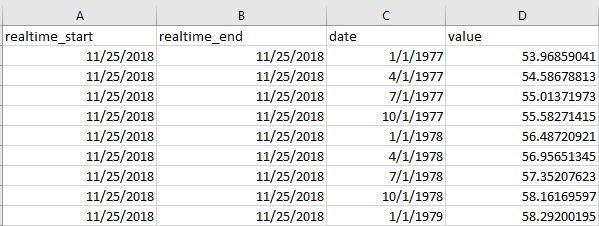 A B C D
realtime_start realtime_end date value
11/25/2018 11/25/2018 1/1/1977 53.96859041
11/25/2018 11/25/2018 4/1/1977 54.58678813
11/25/2018 11/25/2018 7/1/1977 55.01371973
11/25/2018 11/25/2018 10/1/1977 55.58271415
11/25/2018 11/25/2018 1/1/1978 56.48720921
11/25/2018 11/25/2018 4/1/1978 56.95651345
11/25/2018 11/25/2018 7/1/1978 57.35207623
11/25/2018 11/25/2018 10/1/1978 58.16169597
11/25/2018 11/25/2018 1/1/1979 58.29200195